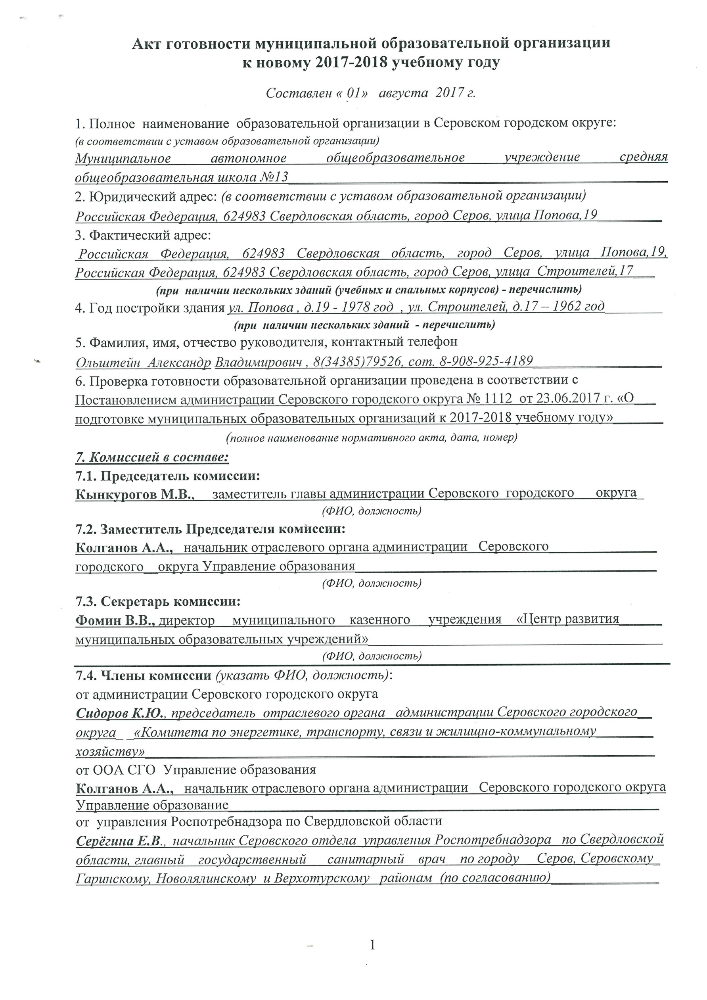 Акт готовности муниципальной образовательной организации
к новому 2017-2018 учебному году
Составлен « 01» августа 2017 г.
1. Полное наименование образовательной организации в Серовском городском округе:
(в соответствии с уставом образовательной организации)
Муниципальное автономное общеобразовательное учреждение средняя
общеобразовательная школа №13
2. Юридический адрес: (в соответствии с уставом образовательной организации)
Российская Федерация, 624983 Свердловская область, город Серов, улица Попова,19
3. Фактический адрес:
Российская Федерация, 624983 Свердловская область, город Серов, улица Попова,19,
Российская Федерация, 624983 Свердловская область, город Серов, улица Строителей,17
(при наличии нескольких зданий (учебных и спальных корпусов) - перечислить)
4. Год постройки здания ул. Попова , д.19 - 1978 год , ул. Строителей, д.17 – 1962 год
(при наличии нескольких зданий - перечислить)
5. Фамилия, имя, отчество руководителя, контактный телефон
Ольштейн Александр Владимирович , 8(34385)79526, сот. 8-908-925-4189
6. Проверка готовности образовательной организации проведена в соответствии с
Постановлением администрации Серовского городского округа № 1112 от 23.06.2017 г. «О
подготовке муниципальных образовательных организаций к 2017-2018 учебному году»
(полное наименование нормативного акта, дата, номер)
7. Комиссией в составе:
7.1. Председатель комиссии:
Кынкурогов М.В., заместитель главы администрации Серовского городского округа
(ФИО, должность)
7.2. Заместитель Председателя комиссии:
Колганов А.А., начальник отраслевого органа администрации Серовского
городского округа Управление образования
(ФИО, должность)
7.3. Секретарь комиссии:
Фомин В.В., директор муниципального казенного учреждения «Центр развития
муниципальных образовательных учреждений»
(ФИО, должность)
7.4. Члены комиссии (указать ФИО, должность):
от администрации Серовского городского округа
Сидоров К.Ю., председатель отраслевого органа администрации Серовского городского
округа_ _«Комитета по энергетике, транспорту, связи и жилищно-коммунальному
хозяйству»
от ООА СГО Управление образования
Колганов А.А., начальник отраслевого органа администрации Серовского городского округа
Управление образование
от управления Роспотребнадзора по Свердловской области
Серёгина Е.В., начальник Серовского отдела управления Роспотребнадзора по Свердловской
области, главный государственный санитарный врач по городу Серов, Серовскому
Гаринскому, Новолялинскому и Верхотурскому районам (по согласованию)
1